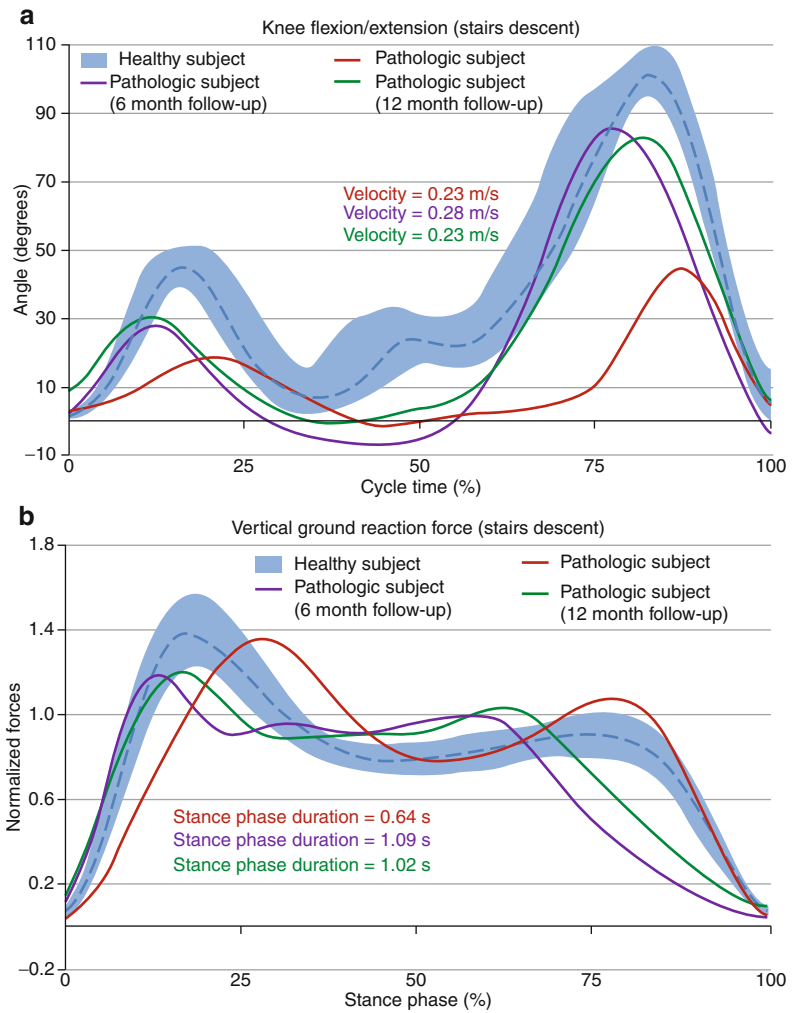 a
Knee flexion/extension (stairs descent)
110
90
70
50
30
10
–10
Angle (degrees)
Healthy subject
Pathologic subject
(6 month follow-up)
Pathologic subject
Pathologic subject
(12 month follow-up)
Velocity = 0.23 m/s
Velocity = 0.28 m/s
Velocity = 0.23 m/s
0 25 50 75 100
Cycle time (%)
b
Vertical ground reaction force (stairs descent)
1.8
1.4
1.0
0.6
0.2
–0.2
Normalized forces
Healthy subject
Pathologic subject
(6 month follow-up)
Pathologic subject
Pathologic subject
(12 month follow-up)
Stance phase duration = 0.64 s
Stance phase duration = 1.09 s
Stance phase duration = 1.02 s
0 25 50 75 100
Stance phase (%)